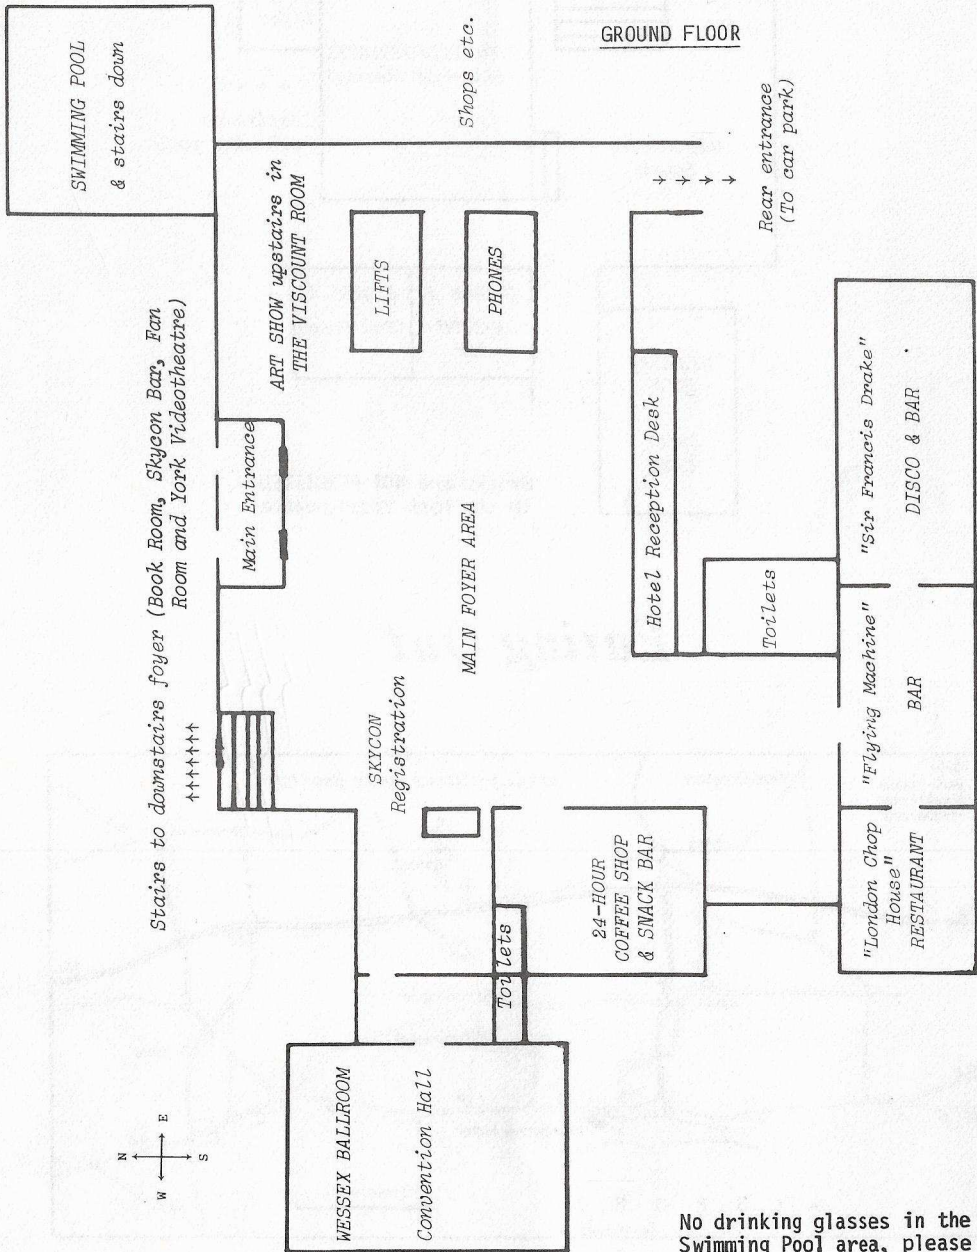 GROUND FLOOR
SWIMMING POOL
& stairs down
Shops etc.
Rear entrance
(To car park)
ART SHOW upstairs in
THE VISCOUNT ROOM
LIFTS
PHONES
Stairs to downstairs foyer (Book Room, Skycon Bar, Fan
Room and York Videotheatre)
Main Entrance
MAIN FOYER AREA
Hotel Reception Desk
Toilets
"Sir Francis Drake"
DISCO & BAR
"Flying Machine"
BAR
SKYCON
Registration
24-HOUR
COFFEE SHOP
& SNACK BAR
Toilets
"London Chop
House"
RESTAURANT
WESSEX BALLROOM
Convention Hall
N
W
E
S
No drinking glasses in the
Swimming Pool area, please